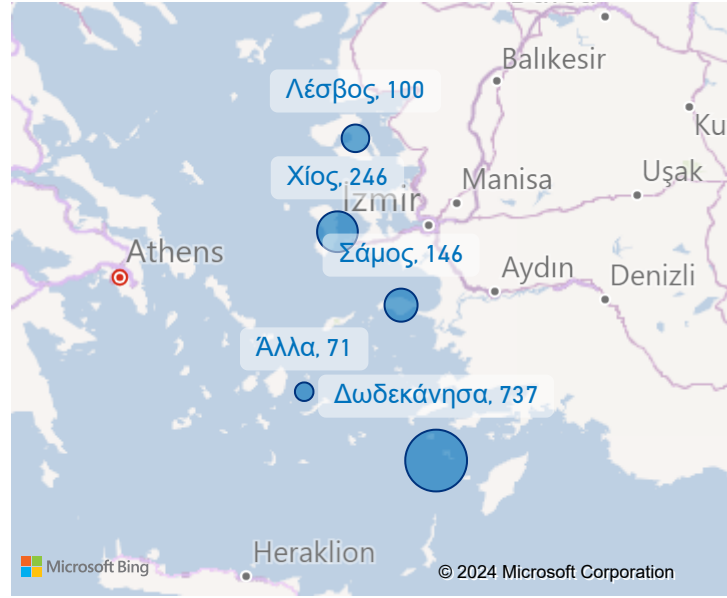 Balıkesir
Λέσβος, 100
Ku
Χίος, 246
Uşak
Manisa
İzmir
Athens
Σάμος, 146
Aydın
Denizli
Άλλα, 71
Δωδεκάνησα, 737
Heraklion
Microsoft Bing
© 2024 Microsoft Corporation